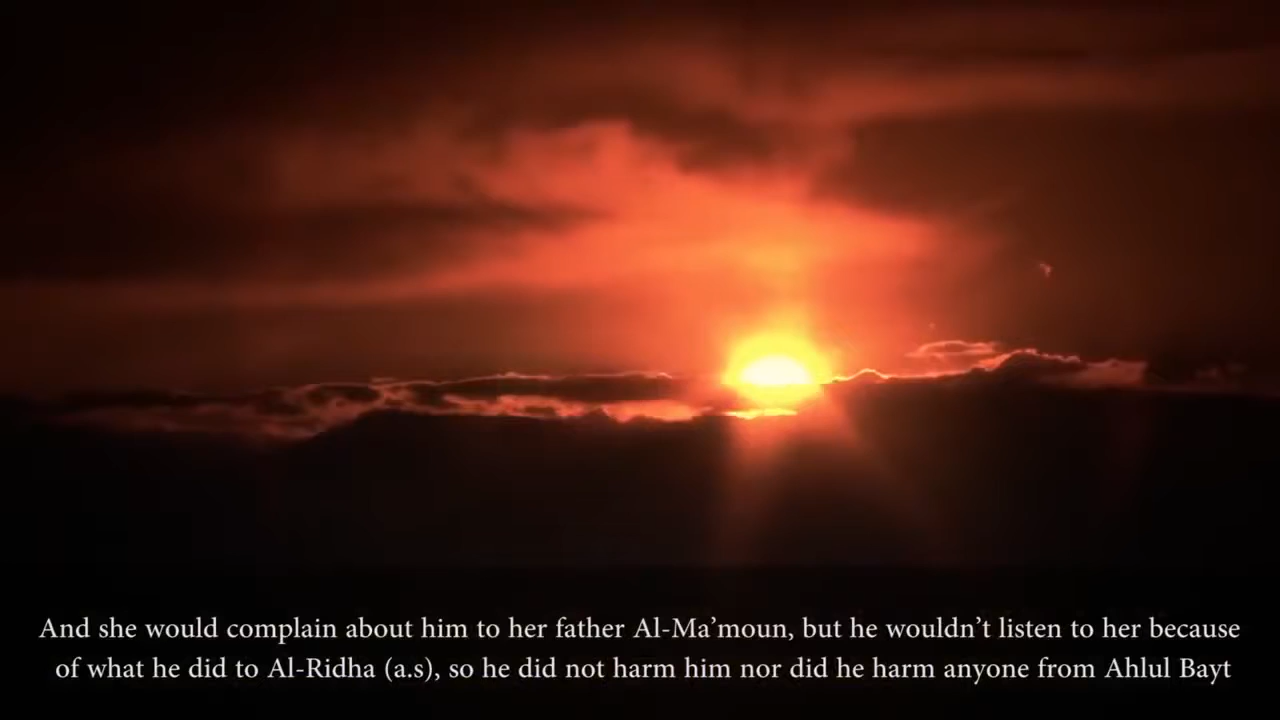 And she would complain about him to her father Al-Ma’moun, but he wouldn’t listen to her because
of what he did to Al-Ridha (a.s), so he did not harm him nor did he harm anyone from Ahlul Bayt